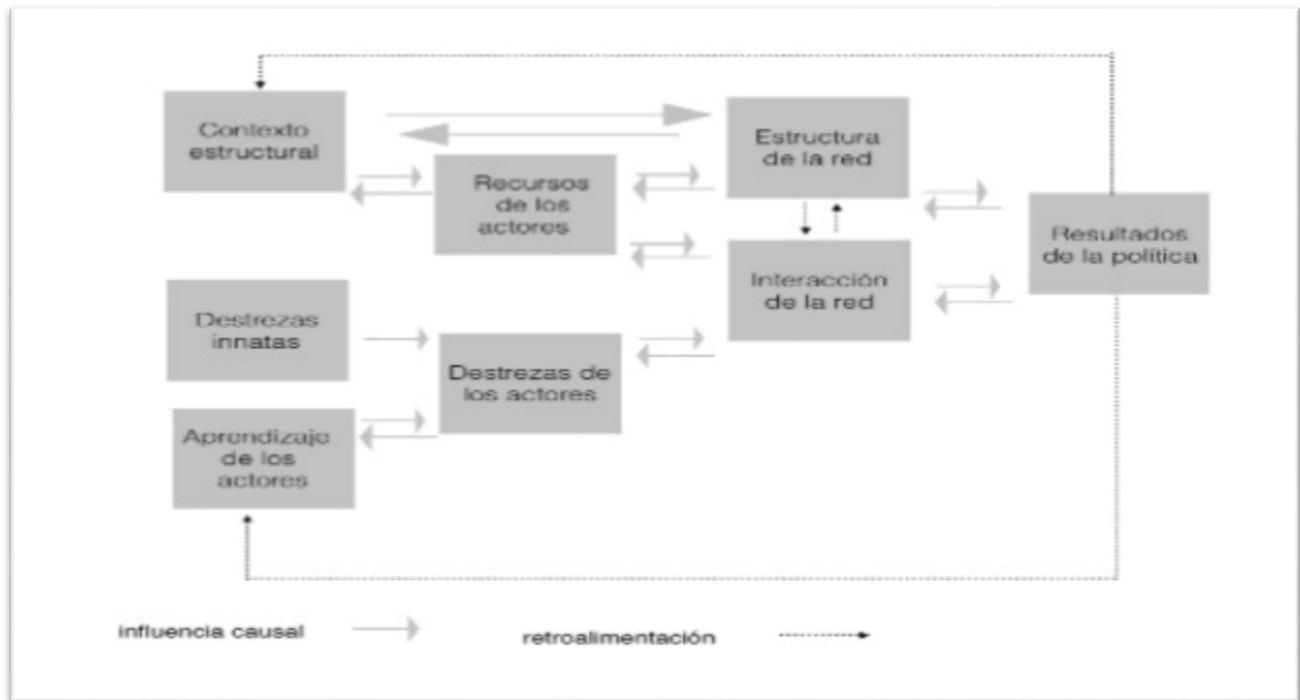 Contexto
estructural
Estructura
de la red
Recursos
de los
actores
Resultados
de la política
Interacción
de la red
Destrezas
innatas
Destrezas de
los actores
Aprendizaje
de los
actores
influencia causal
retroalimentación